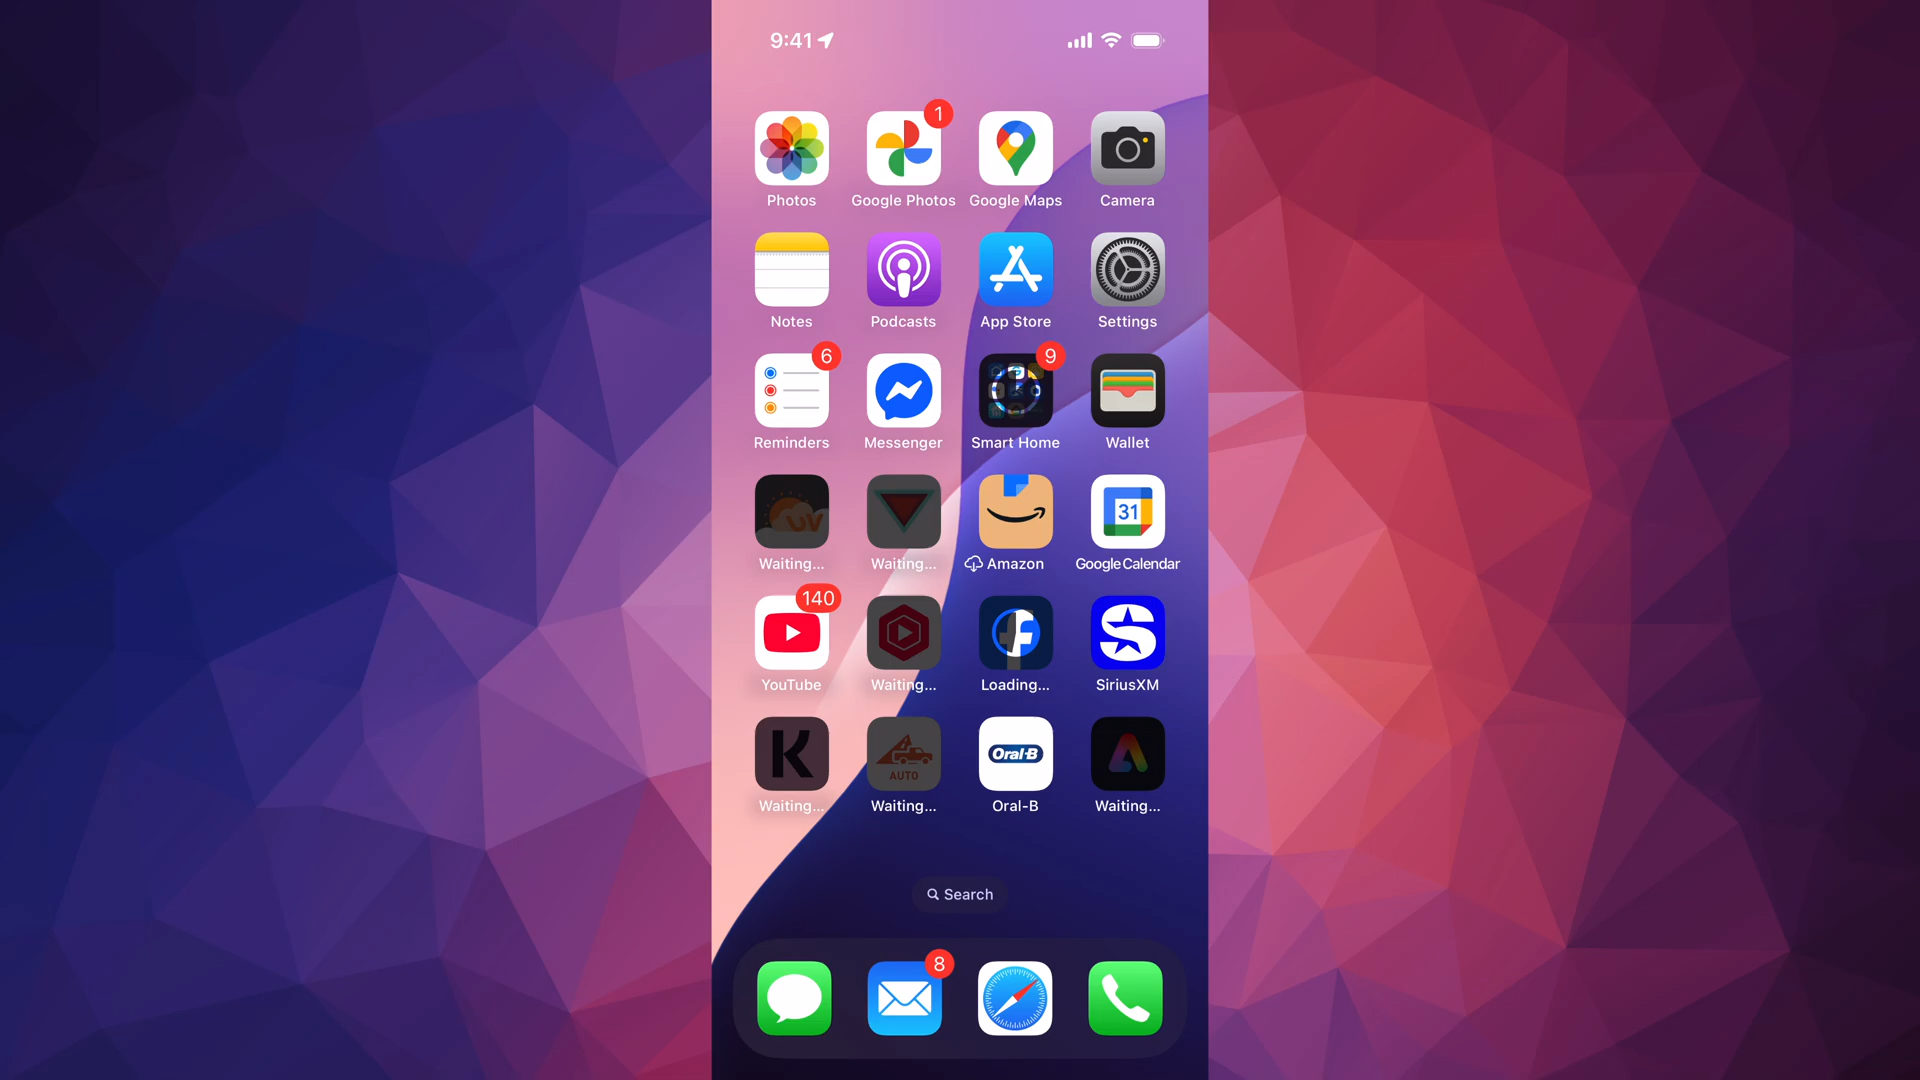 9:41
1
Photos
Google Photos
Google Maps
Camera
Notes
Podcasts
App Store
Settings
6
9
Reminders
Messenger
Smart Home
Wallet
UV
31
Waiting...
Waiting...
Amazon
Google Calendar
140
YouTube
Waiting...
Loading...
SiriusXM
K
AUTO
Oral-B
Waiting...
Waiting...
Oral-B
Waiting...
Search
8